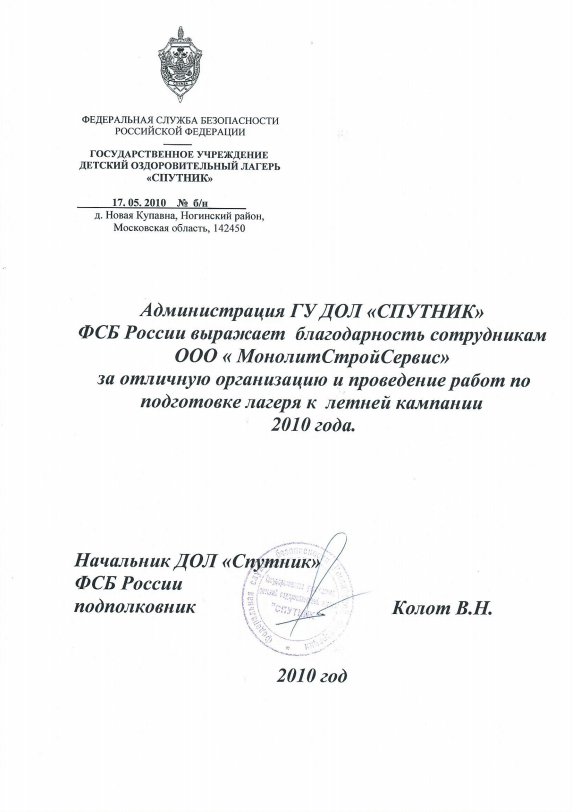 ФЕДЕРАЛЬНАЯ СЛУЖБА БЕЗОПАСНОСТИ
РОССИЙСКОЙ ФЕДЕРАЦИИ
ГОСУДАРСТВЕННОЕ УЧРЕЖДЕНИЕ
ДЕТСКИЙ ОЗДОРОВИТЕЛЬНЫЙ ЛАГЕРЬ
«СПУТНИК»
17. 05. 2010 № б/н
д. Новая Купавна, Ногинский район,
Московская область, 142450
Администрация ГУ ДОЛ «СПУТНИК»
ФСБ России выражает благодарность сотрудникам
ООО « МонолитСтройСервис»
за отличную организацию и проведение работ по
подготовке лагеря к летней кампании
2010 года.
Начальник ДОЛ «Спутник»
ФСБ России
подполковник Колот В.Н.
"СПУТНИК"
2010 год